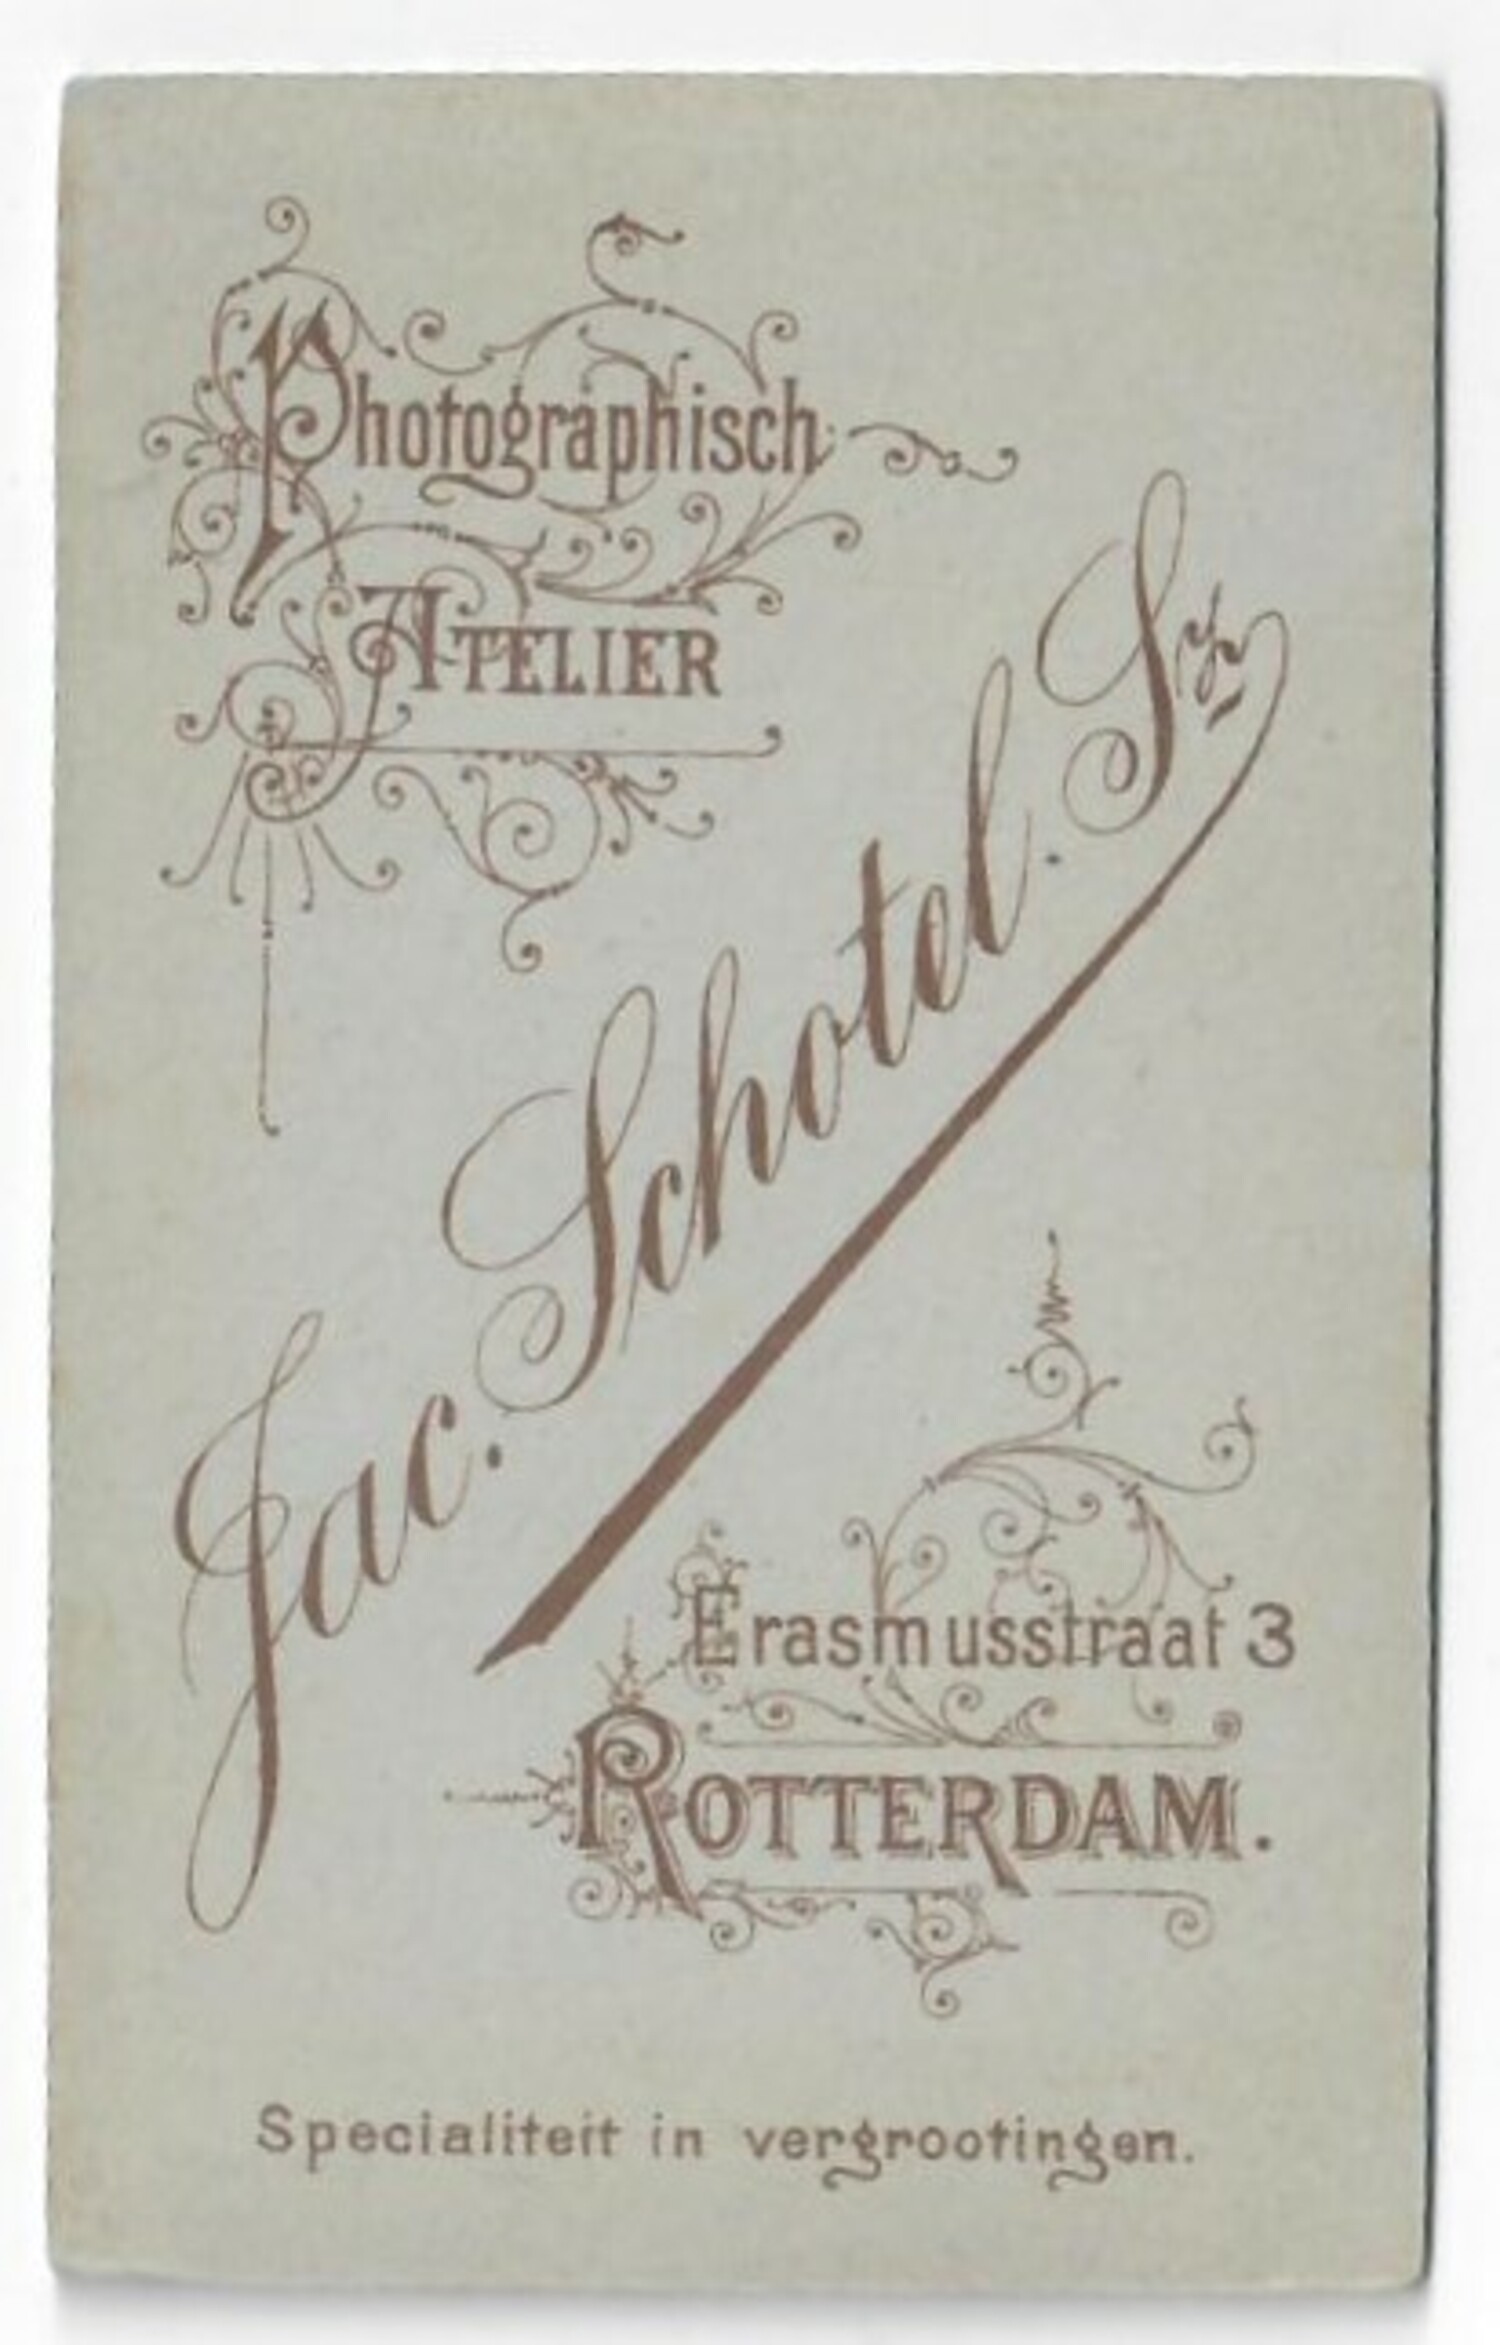 Photographisch
ATELIER
Jac. Schotel. Sz.
Erasmusstraat 3
ROTTERDAM.
Specialiteit in vergrootingen.